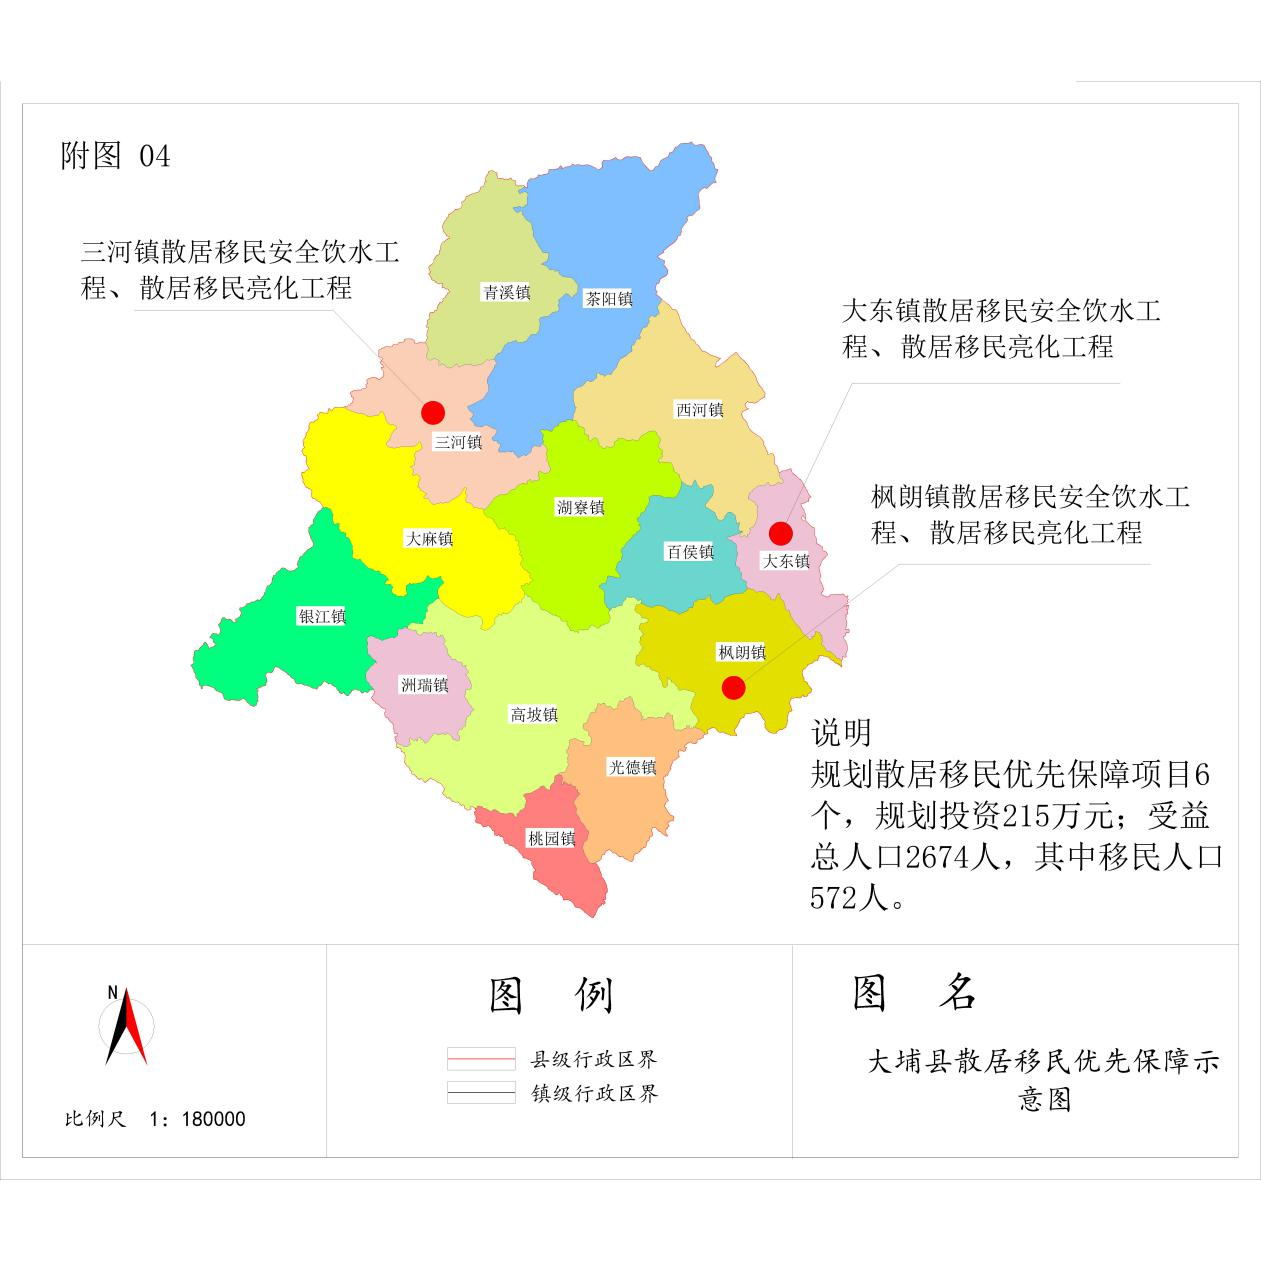 附图 04
三河镇散居移民安全饮水工
程、散居移民亮化工程
大东镇散居移民安全饮水工
程、散居移民亮化工程
枫朗镇散居移民安全饮水工
程、散居移民亮化工程
青溪镇
茶阳镇
西河镇
三河镇
湖寮镇
大麻镇
百侯镇
大东镇
银江镇
枫朗镇
洲瑞镇
高坡镇
光德镇
桃园镇
说明
规划散居移民优先保障项目6
个，规划投资215万元；受益
总人口2674人，其中移民人口
572人。
N
比例尺 1：180000
图 例
县级行政区界
镇级行政区界
图 名
大埔县散居移民优先保障示
意图